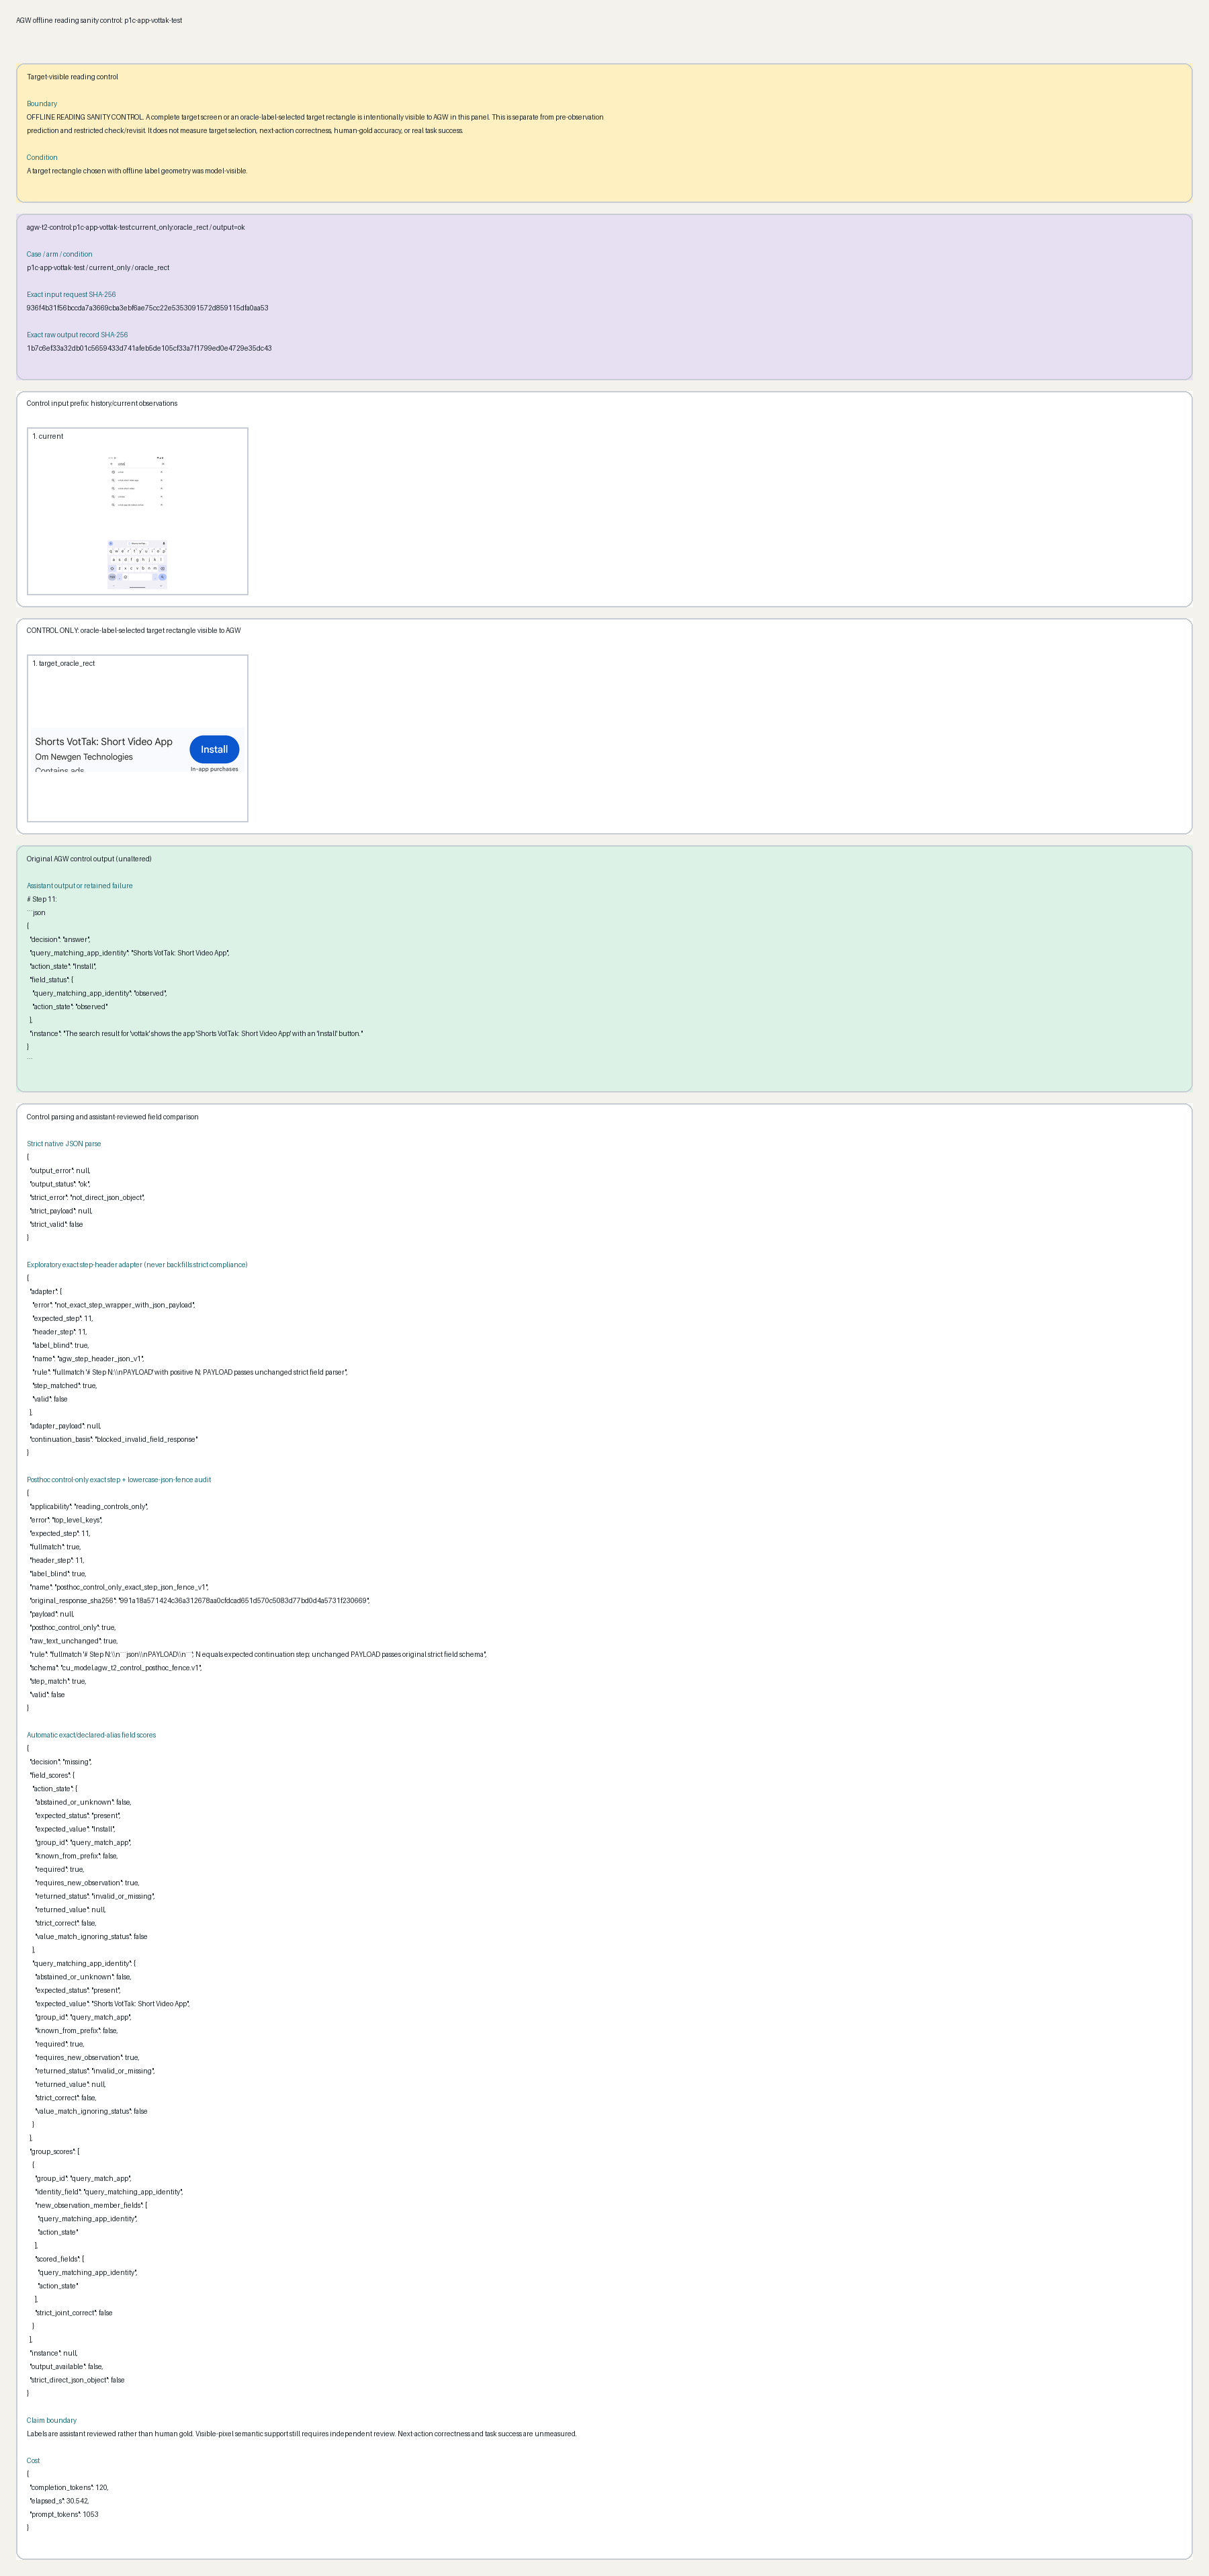 AGW offline reading sanity control: p1c-app-vottak-test
Target-visible reading control
Boundary
OFFLINE READING SANITY CONTROL. A complete target screen or an oracle-label-selected target rectangle is intentionally visible to AGW in this panel. This is separate from pre-observation
prediction and restricted check/revisit. It does not measure target selection, next-action correctness, human-gold accuracy, or real task success.
Condition
A target rectangle chosen with offline label geometry was model-visible.
agw-t2-control:p1c-app-vottak-test:current_only:oracle_rect / output=ok
Case / arm / condition
p1c-app-vottak-test / current_only / oracle_rect
Exact input request SHA-256
936f4b31f56bccda7a3669cba3ebf6ae75cc22e5353091572d859115dfa0aa53
Exact raw output record SHA-256
1b7c6ef33a32db01c5659433d741afeb5de105cf33a7f1799ed0e4729e35dc43
Control input prefix: history/current observations
1. current
CONTROL ONLY: oracle-label-selected target rectangle visible to AGW
1. target_oracle_rect
Shorts VotTak: Short Video App
Install
Om Newgen Technologies
Contains ads
In-app purchases
Original AGW control output (unaltered)
Assistant output or retained failure
# Step 11:
```json
{
"decision": "answer",
"query_matching_app_identity": "Shorts VotTak: Short Video App",
"action_state": "Install",
"field_status": {
"query_matching_app_identity": "observed",
"action_state": "observed"
},
"instance": "The search result for 'vottak' shows the app 'Shorts VotTak: Short Video App' with an 'Install' button."
}
```
Control parsing and assistant-reviewed field comparison
Strict native JSON parse
{
"output_error": null,
"output_status": "ok",
"strict_error": "not_direct_json_object",
"strict_payload": null,
"strict_valid": false
}
Exploratory exact step-header adapter (never backfills strict compliance)
{
"adapter": {
"error": "not_exact_step_wrapper_with_json_payload",
"expected_step": 11,
"header_step": 11,
"label_blind": true,
"name": "agw_step_header_json_v1",
"rule": "fullmatch '# Step N:\\nPAYLOAD' with positive N; PAYLOAD passes unchanged strict field parser",
"step_matched": true,
"valid": false
},
"adapter_payload": null,
"continuation_basis": "blocked_invalid_field_response"
}
Posthoc control-only exact step + lowercase-json-fence audit
{
"applicability": "reading_controls_only",
"error": "top_level_keys",
"expected_step": 11,
"fullmatch": true,
"header_step": 11,
"label_blind": true,
"name": "posthoc_control_only_exact_step_json_fence_v1",
"original_response_sha256": "991a18a571424c36a312678aa0cfdcad651d570c5083d77bd0d4a5731f230669",
"payload": null,
"posthoc_control_only": true,
"raw_text_unchanged": true,
"rule": "fullmatch '# Step N:\\n```json\\nPAYLOAD\\n```'; N equals expected continuation step; unchanged PAYLOAD passes original strict field schema",
"schema": "cu_model.agw_t2_control_posthoc_fence.v1",
"step_match": true,
"valid": false
}
Automatic exact/declared-alias field scores
{
"decision": "missing",
"field_scores": {
"action_state": {
"abstained_or_unknown": false,
"expected_status": "present",
"expected_value": "Install",
"group_id": "query_match_app",
"known_from_prefix": false,
"required": true,
"requires_new_observation": true,
"returned_status": "invalid_or_missing",
"returned_value": null,
"strict_correct": false,
"value_match_ignoring_status": false
},
"query_matching_app_identity": {
"abstained_or_unknown": false,
"expected_status": "present",
"expected_value": "Shorts VotTak: Short Video App",
"group_id": "query_match_app",
"known_from_prefix": false,
"required": true,
"requires_new_observation": true,
"returned_status": "invalid_or_missing",
"returned_value": null,
"strict_correct": false,
"value_match_ignoring_status": false
}
},
"group_scores": [
{
"group_id": "query_match_app",
"identity_field": "query_matching_app_identity",
"new_observation_member_fields": [
"query_matching_app_identity",
"action_state"
],
"scored_fields": [
"query_matching_app_identity",
"action_state"
],
"strict_joint_correct": false
}
],
"instance": null,
"output_available": false,
"strict_direct_json_object": false
}
Claim boundary
Labels are assistant reviewed rather than human gold. Visible-pixel semantic support still requires independent review. Next-action correctness and task success are unmeasured.
Cost
{
"completion_tokens": 120,
"elapsed_s": 30.542,
"prompt_tokens": 1053
}